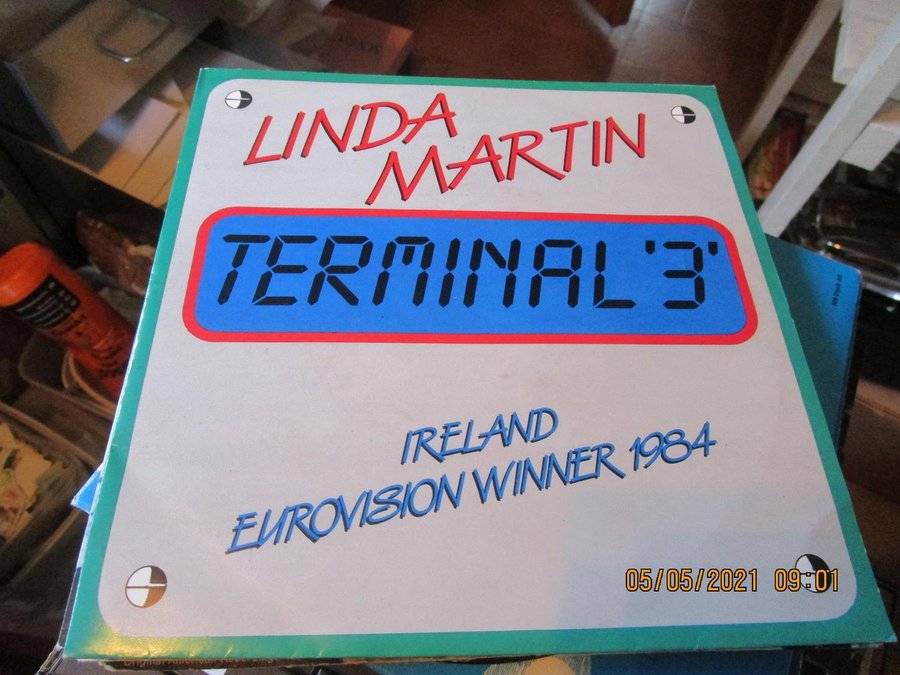 LINDA
MARTIN
TERMINAL '3'
IRELAND
EUROVISION WINNER 1984
05/05/2021 09:01